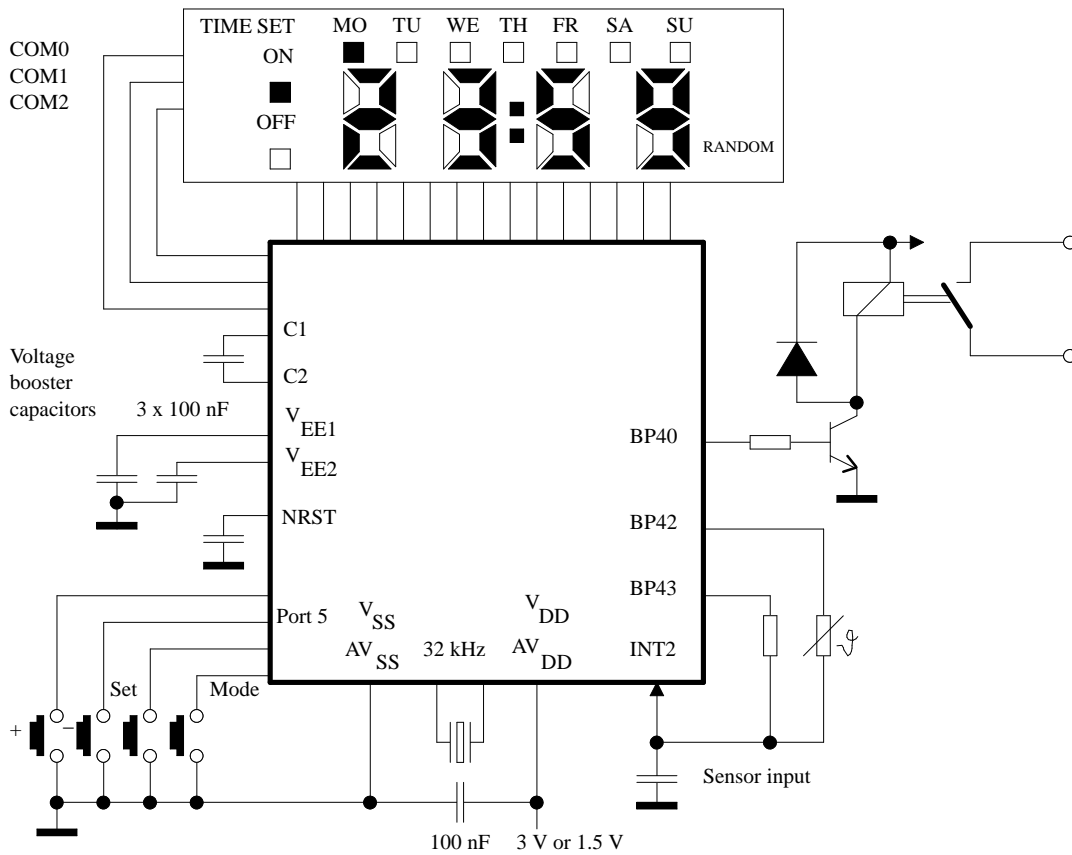 TIME SET MO TU WE TH FR SA SU
COM0
ON
COM1
COM2
OFF
RANDOM
C1
Voltage
booster
capacitors
C2
3 x 100 nF
VEE1
VEE2
BP40
NRST
BP42
BP43
Port 5
VSS
VDD
AVSS
32 kHz
AVDD
INT2
Set
Mode
+
−
ϑ
Sensor input
100 nF
3 V or 1.5 V